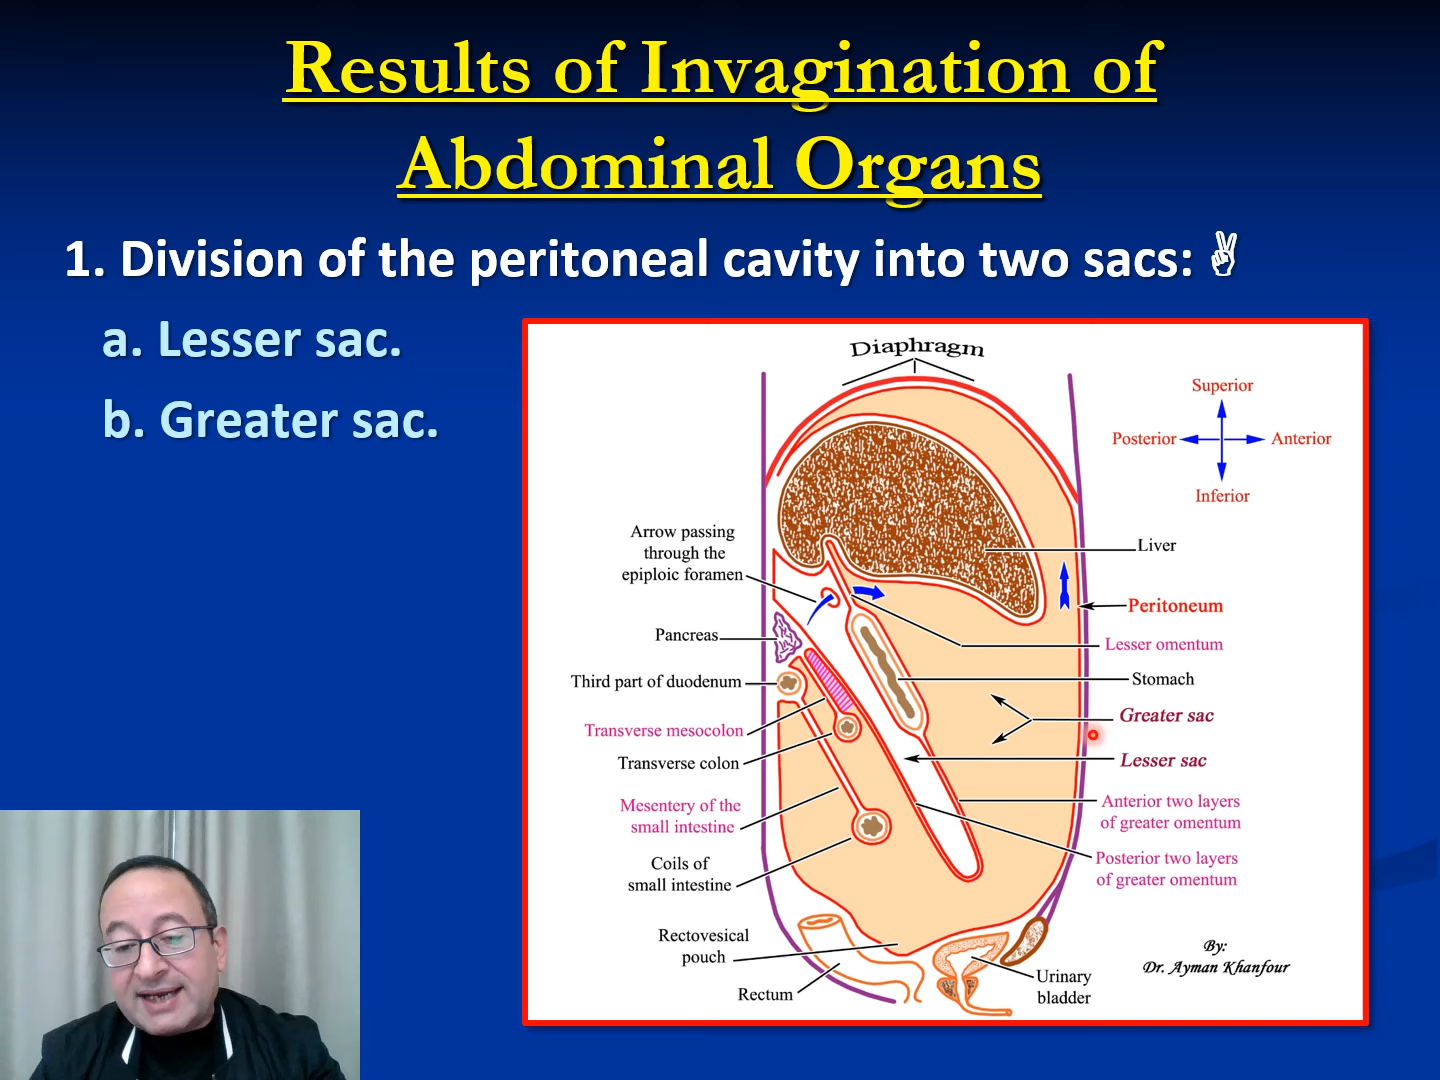 Results of Invagination of
Abdominal Organs
1. Division of the peritoneal cavity into two sacs: ✌
a. Lesser sac.
b. Greater sac.
Diaphragm
Superior
Posterior
Anterior
Inferior
Arrow passing
through the
epiploic foramen
Pancreas
Third part of duodenum
Transverse mesocolon
Transverse colon
Mesentery of the
small intestine
Coils of
small intestine
Rectovesical
pouch
Rectum
Liver
Peritoneum
Lesser omentum
Stomach
Greater sac
Lesser sac
Anterior two layers
of greater omentum
Posterior two layers
of greater omentum
Urinary
bladder
By:
Dr. Ayman Khanfour